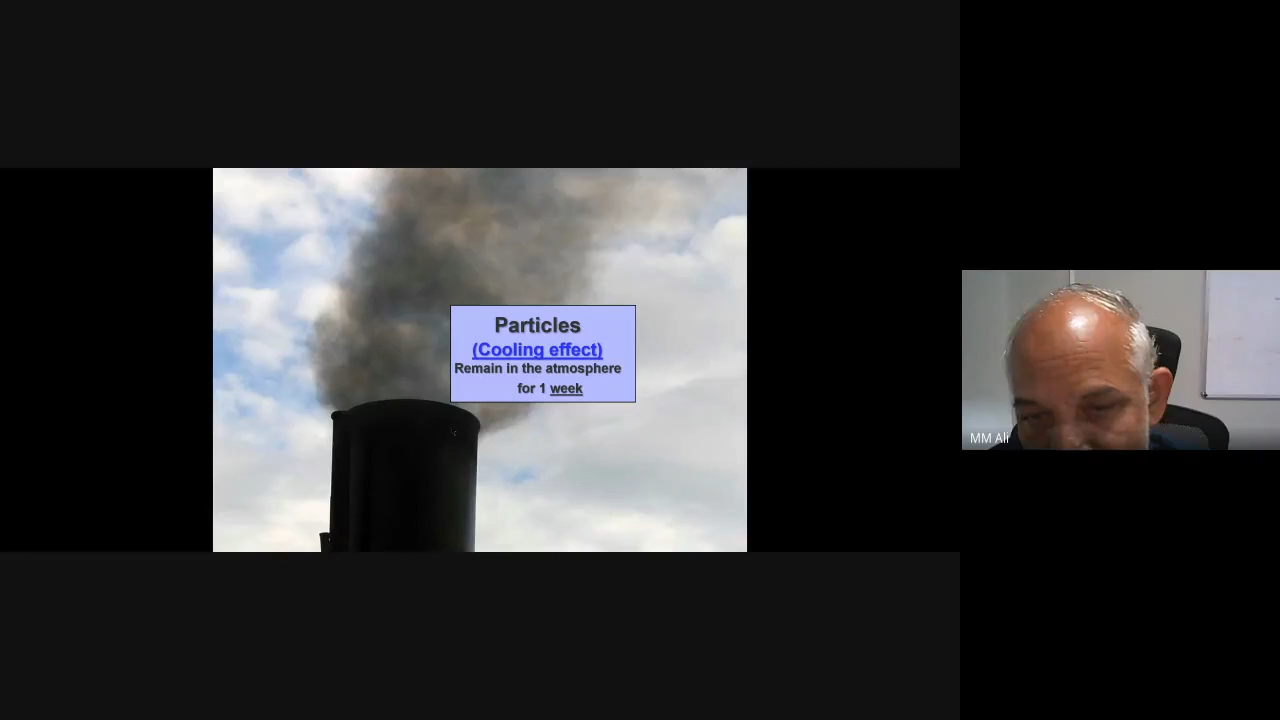 Particles
(Cooling effect)
Remain in the atmosphere
for 1 week
MM Ali